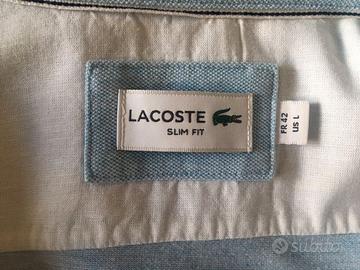 LACOSTE
SLIM FIT
FR 42
US L
subito